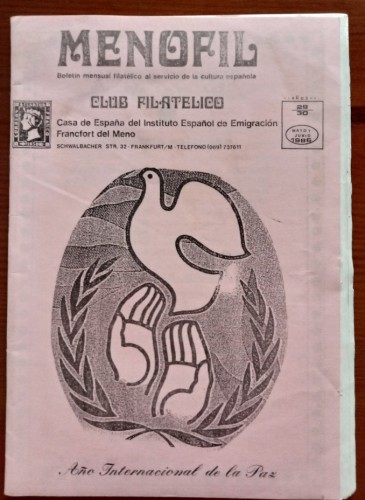 MENOFIL
Boletín mensual filatélico al servicio de la cultura española
CLUB FILATELICO
Casa de España del Instituto Español de Emigración
Francfort del Meno
SCHWALBACHER STR. 32 · FRANKFURT/M · TELEFONO (069) 737611
29
30
MAYO
JUNIO
1986
Año Internacional de la Paz